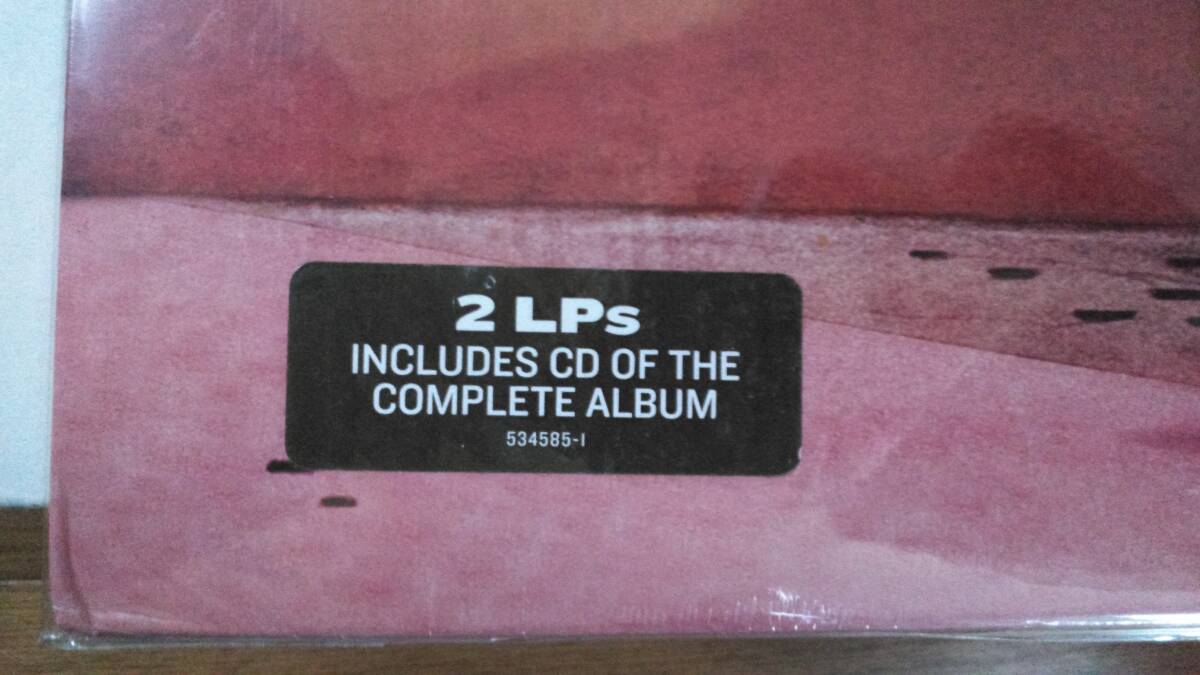 2 LPs
INCLUDES CD OF THE
COMPLETE ALBUM
534585-1